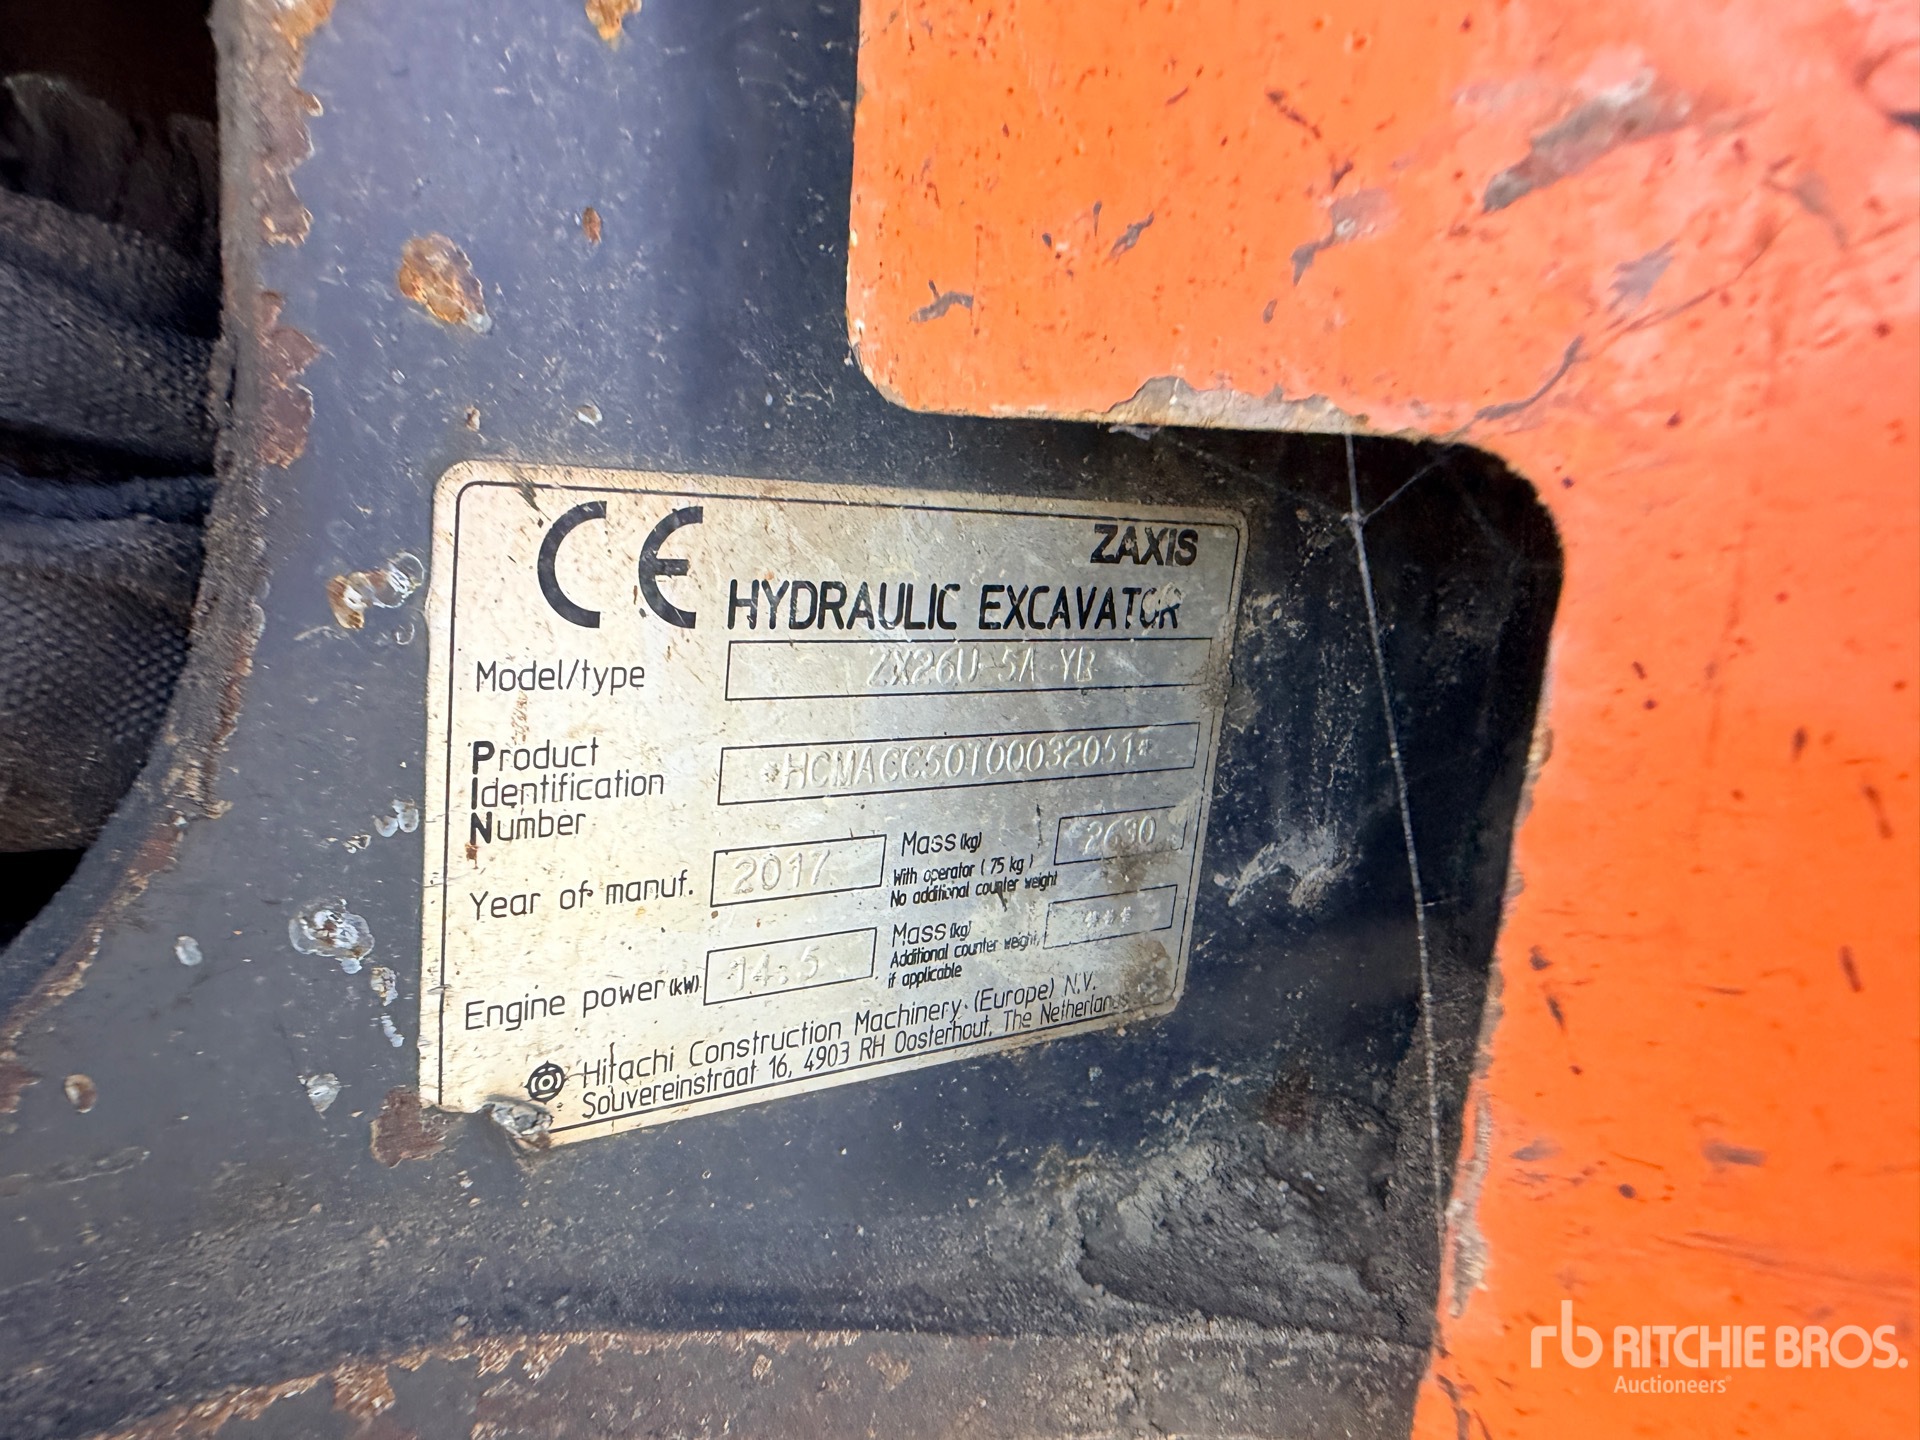 CE
ZAXIS
HYDRAULIC EXCAVATOR
Model/type ZX26U-5A YR
Product Identification Number *HCMACC50T00032051*
Year of manuf. 2017
Mass (kg) 2630
With operator (75 kg)
No additional counter weight
Engine power (kW) 14.5
Mass (kg) ***
Additional counter weight,
if applicable
Hitachi Construction Machinery (Europe) N.V.
Souvereinstraat 16, 4903 RH Oosterhout, The Netherlands
rb RITCHIE BROS.
Auctioneers